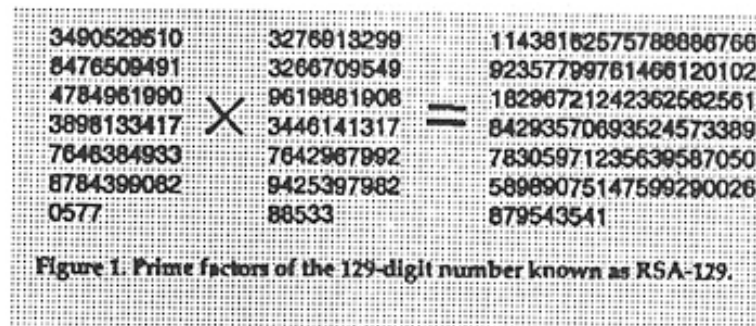 3490529510 3276913299 11438162575788886766
8476509491 3266709549 92357799761466120102
4784961990 9619881908 18296721242362562561
3898133417 × 3446141317 = 84293570693524573389
7646384933 7642967992 78305971235639587050
8784399082 9425397982 58989075147599290026
0577 88533 879543541
Figure 1. Prime factors of the 129-digit number known as RSA-129.